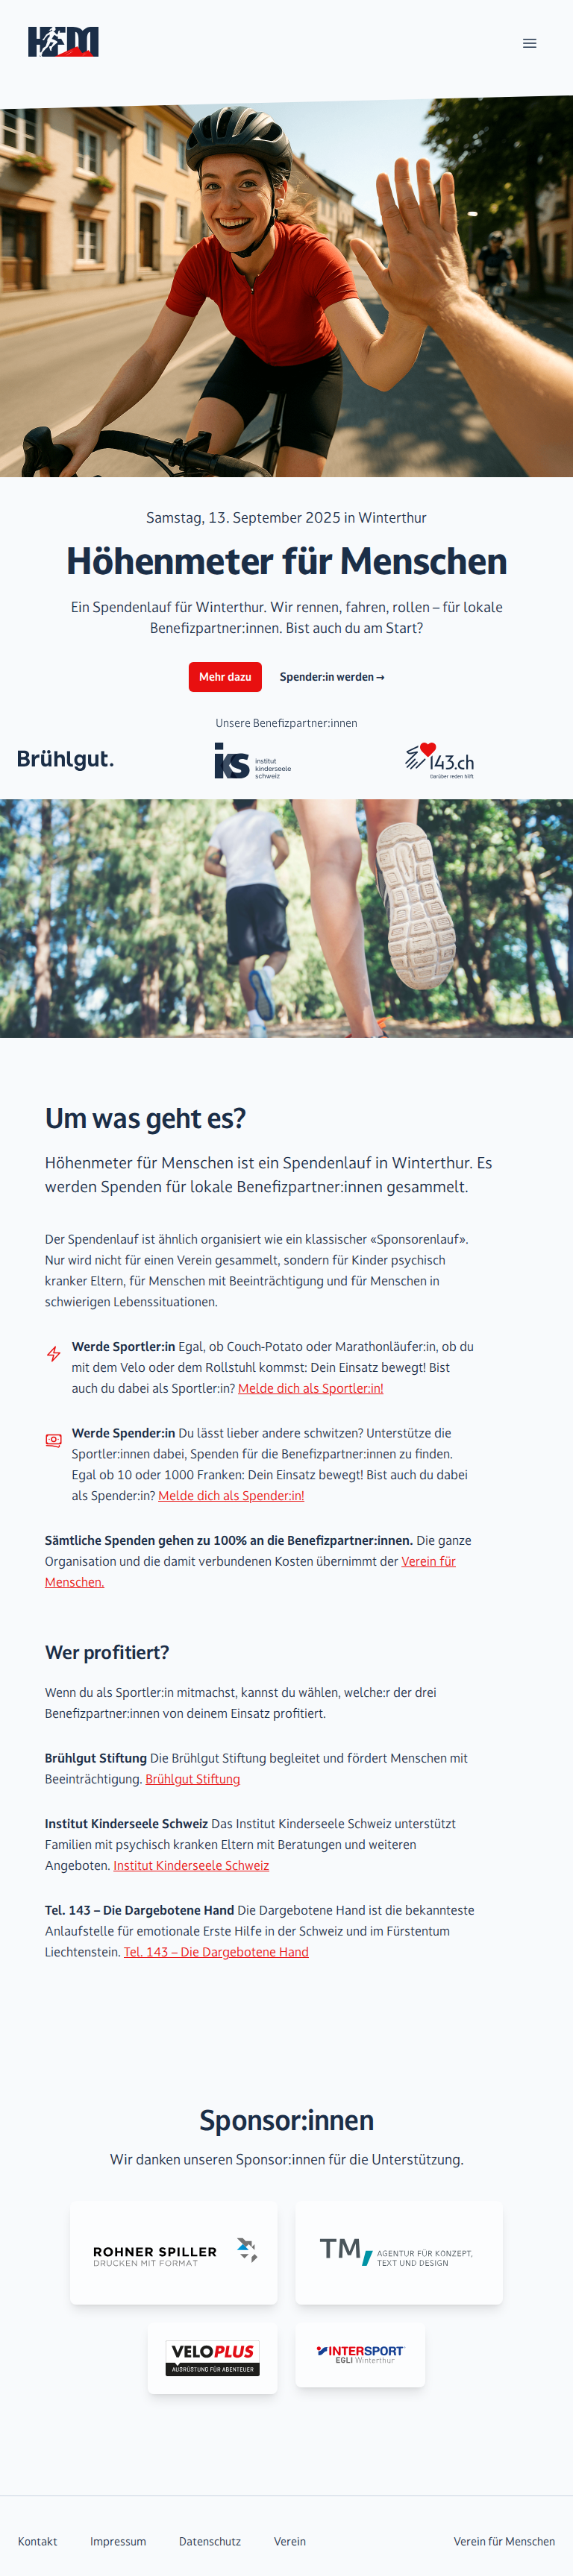 HFM
Samstag, 13. September 2025 in Winterthur
Höhenmeter für Menschen
Ein Spendenlauf für Winterthur. Wir rennen, fahren, rollen – für lokale
Benefizpartner:innen. Bist auch du am Start?
Mehr dazu
Spender:in werden →
Unsere Benefizpartner:innen
Brühlgut.
iks institut
kinderseele
schweiz
143.ch
Darüber reden hilft
Um was geht es?
Höhenmeter für Menschen ist ein Spendenlauf in Winterthur. Es
werden Spenden für lokale Benefizpartner:innen gesammelt.
Der Spendenlauf ist ähnlich organisiert wie ein klassischer «Sponsorenlauf».
Nur wird nicht für einen Verein gesammelt, sondern für Kinder psychisch
kranker Eltern, für Menschen mit Beeinträchtigung und für Menschen in
schwierigen Lebenssituationen.
Werde Sportler:in Egal, ob Couch-Potato oder Marathonläufer:in, ob du
mit dem Velo oder dem Rollstuhl kommst: Dein Einsatz bewegt! Bist
auch du dabei als Sportler:in? Melde dich als Sportler:in!
Werde Spender:in Du lässt lieber andere schwitzen? Unterstütze die
Sportler:innen dabei, Spenden für die Benefizpartner:innen zu finden.
Egal ob 10 oder 1000 Franken: Dein Einsatz bewegt! Bist auch du dabei
als Spender:in? Melde dich als Spender:in!
Sämtliche Spenden gehen zu 100% an die Benefizpartner:innen. Die ganze
Organisation und die damit verbundenen Kosten übernimmt der Verein für
Menschen.
Wer profitiert?
Wenn du als Sportler:in mitmachst, kannst du wählen, welche:r der drei
Benefizpartner:innen von deinem Einsatz profitiert.
Brühlgut Stiftung Die Brühlgut Stiftung begleitet und fördert Menschen mit
Beeinträchtigung. Brühlgut Stiftung
Institut Kinderseele Schweiz Das Institut Kinderseele Schweiz unterstützt
Familien mit psychisch kranken Eltern mit Beratungen und weiteren
Angeboten. Institut Kinderseele Schweiz
Tel. 143 – Die Dargebotene Hand Die Dargebotene Hand ist die bekannteste
Anlaufstelle für emotionale Erste Hilfe in der Schweiz und im Fürstentum
Liechtenstein. Tel. 143 – Die Dargebotene Hand
Sponsor:innen
Wir danken unseren Sponsor:innen für die Unterstützung.
ROHNER SPILLER
DRUCKEN MIT FORMAT
TM, AGENTUR FÜR KONZEPT,
TEXT UND DESIGN
VELOPLUS
AUSRÜSTUNG FÜR ABENTEUER
INTERSPORT
EGLI Winterthur
Kontakt
Impressum
Datenschutz
Verein
Verein für Menschen